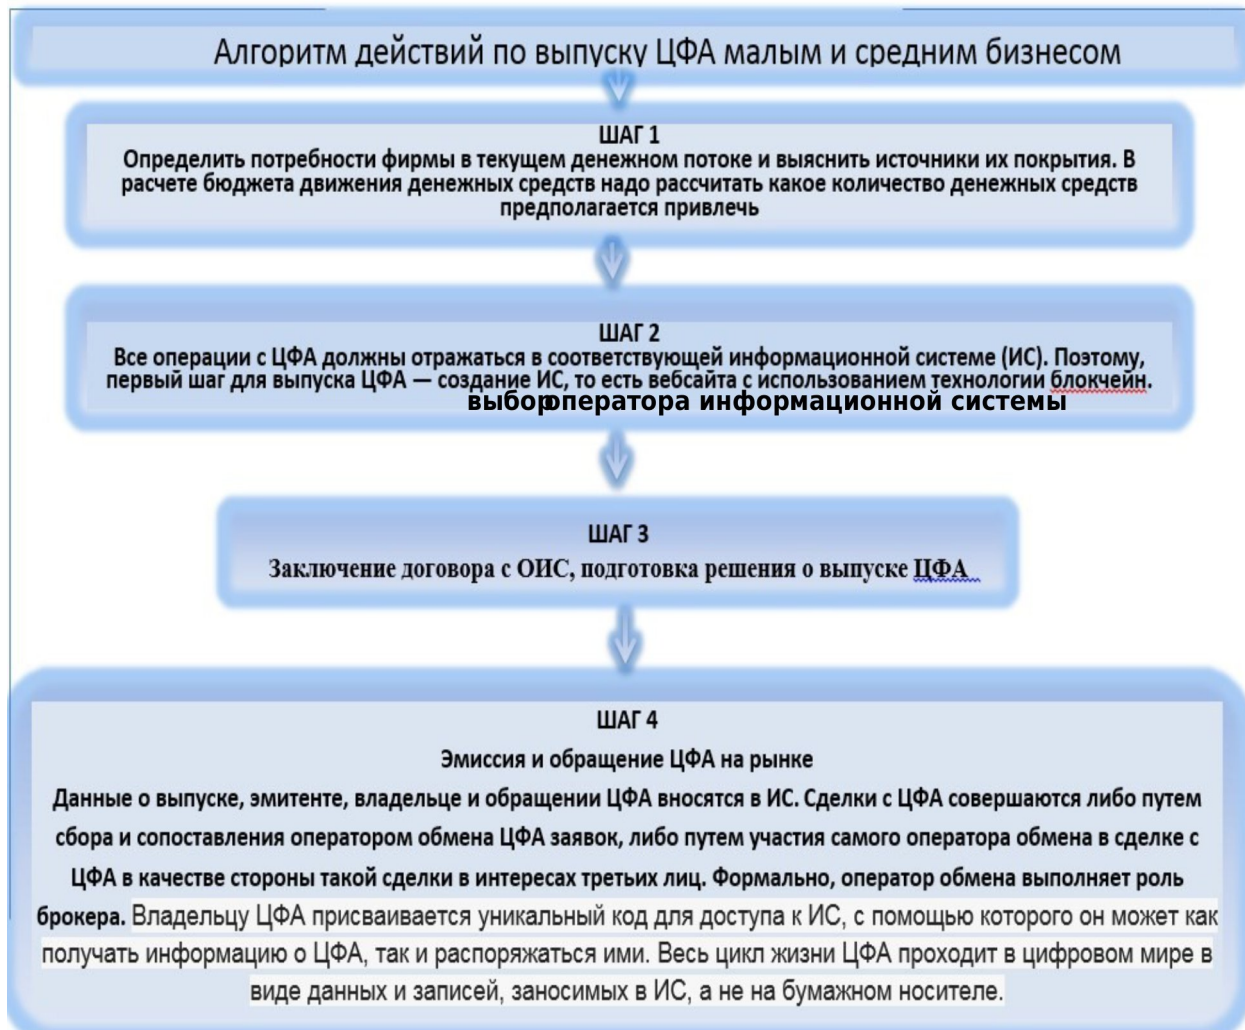 Алгоритм действий по выпуску ЦФА малым и средним бизнесом
ШАГ 1
Определить потребности фирмы в текущем денежном потоке и выяснить источники их покрытия. В
расчете бюджета движения денежных средств надо рассчитать какое количество денежных средств
предполагается привлечь
ШАГ 2
Все операции с ЦФА должны отражаться в соответствующей информационной системе (ИС). Поэтому,
первый шаг для выпуска ЦФА — создание ИС, то есть вебсайта с использованием технологии блокчейн.
выбор оператора информационной системы
ШАГ 3
Заключение договора с ОИС, подготовка решения о выпуске ЦФА
ШАГ 4
Эмиссия и обращение ЦФА на рынке
Данные о выпуске, эмитенте, владельце и обращении ЦФА вносятся в ИС. Сделки с ЦФА совершаются либо путем
сбора и сопоставления оператором обмена ЦФА заявок, либо путем участия самого оператора обмена в сделке с
ЦФА в качестве стороны такой сделки в интересах третьих лиц. Формально, оператор обмена выполняет роль
брокера. Владельцу ЦФА присваивается уникальный код для доступа к ИС, с помощью которого он может как
получать информацию о ЦФА, так и распоряжаться ими. Весь цикл жизни ЦФА проходит в цифровом мире в
виде данных и записей, заносимых в ИС, а не на бумажном носителе.